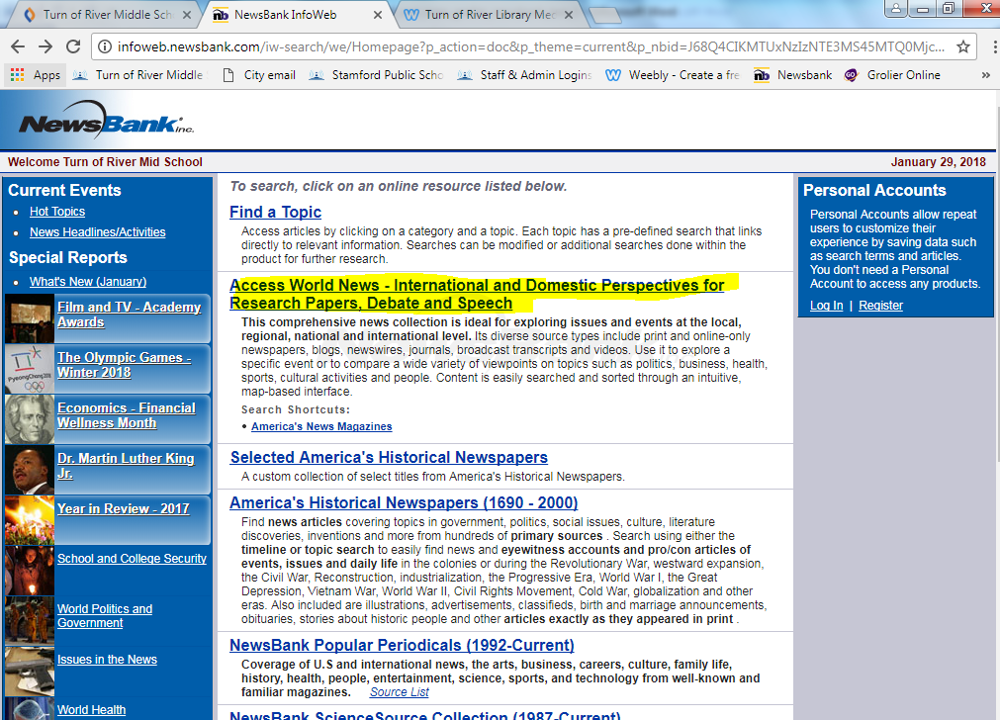 Turn of River Middle Sch
NewsBank InfoWeb
Turn of River Library Med
infoweb.newsbank.com/iw-search/we/Homepage?p_action=doc&p_theme=current&p_nbid=J68Q4CIKMTUxNzIzNTE3MS45MTQ0Mjc...
Apps
Turn of River Middle
City email
Stamford Public Scho
Staff & Admin Logins
Weebly - Create a fre
nb
Newsbank
GO
Grolier Online
»
NewsBank inc.
Welcome Turn of River Mid School
January 29, 2018
Current Events
• Hot Topics
• News Headlines/Activities
Special Reports
• What's New (January)
Film and TV - Academy
Awards
The Olympic Games -
Winter 2018
PyeongChang 2018
Economics - Financial
Wellness Month
Dr. Martin Luther King
Jr.
Year in Review - 2017
School and College Security
World Politics and
Government
Issues in the News
World Health
To search, click on an online resource listed below.
Find a Topic
Access articles by clicking on a category and a topic. Each topic has a pre-defined search that links
directly to relevant information. Searches can be modified or additional searches done within the
product for further research.
Access World News - International and Domestic Perspectives for
Research Papers, Debate and Speech
This comprehensive news collection is ideal for exploring issues and events at the local,
regional, national and international level. Its diverse source types include print and online-only
newspapers, blogs, newswires, journals, broadcast transcripts and videos. Use it to explore a
specific event or to compare a wide variety of viewpoints on topics such as politics, business, health,
sports, cultural activities and people. Content is easily searched and sorted through an intuitive,
map-based interface.
Search Shortcuts:
• America's News Magazines
Selected America's Historical Newspapers
A custom collection of select titles from America's Historical Newspapers.
America's Historical Newspapers (1690 - 2000)
Find news articles covering topics in government, politics, social issues, culture, literature
discoveries, inventions and more from hundreds of primary sources . Search using either the
timeline or topic search to easily find news and eyewitness accounts and pro/con articles of
events, issues and daily life in the colonies or during the Revolutionary War, westward expansion,
the Civil War, Reconstruction, industrialization, the Progressive Era, World War I, the Great
Depression, Vietnam War, World War II, Civil Rights Movement, Cold War, globalization and other
eras. Also included are illustrations, advertisements, classifieds, birth and marriage announcements,
obituaries, stories about historic people and other articles exactly as they appeared in print .
NewsBank Popular Periodicals (1992-Current)
Coverage of U.S and international news, the arts, business, careers, culture, family life,
history, health, people, entertainment, science, sports, and technology from well-known and
familiar magazines. Source List
NewsBank ScienceSource Collection (1987-Current)
Personal Accounts
Personal Accounts allow repeat
users to customize their
experience by saving data such
as search terms and articles.
You don't need a Personal
Account to access any products.
Log In | Register